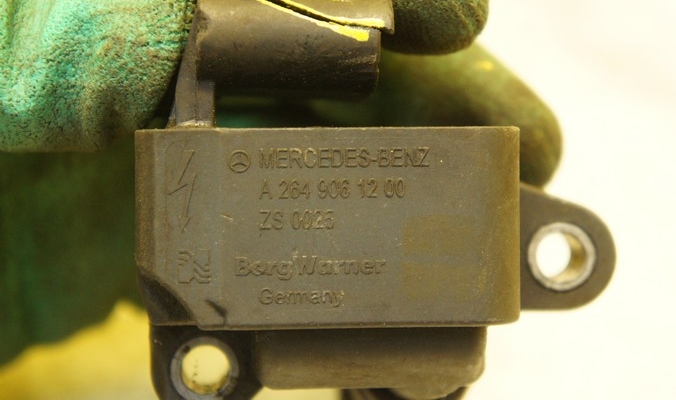 MERCEDES-BENZ
A 264 906 12 00
ZS 0025
BorgWarner
Germany